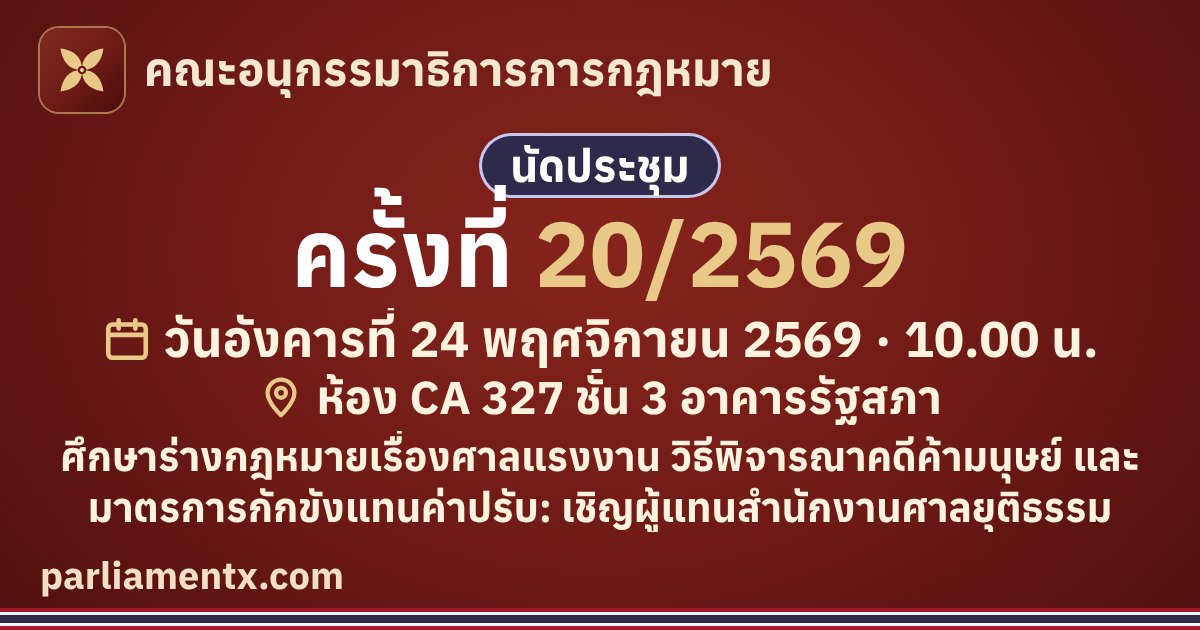 คณะอนุกรรมาธิการการกฎหมาย
นัดประชุม
ครั้งที่ 20/2569
วันอังคารที่ 24 พฤศจิกายน 2569 · 10.00 น.
ห้อง CA 327 ชั้น 3 อาคารรัฐสภา
ศึกษาร่างกฎหมายเรื่องศาลแรงงาน วิธีพิจารณาคดีค้ามนุษย์ และ
มาตรการกักขังแทนค่าปรับ: เชิญผู้แทนสำนักงานศาลยุติธรรม
parliamentx.com